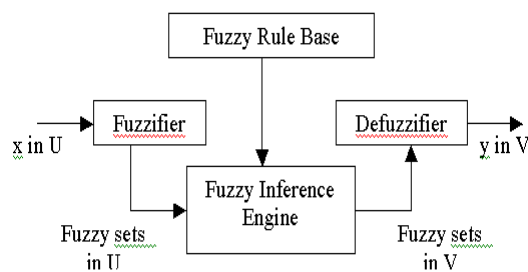 Fuzzy Rule Base
Fuzzifier
Defuzzifier
x in U
y in V
Fuzzy Inference
Engine
Fuzzy sets
in U
Fuzzy sets
in V